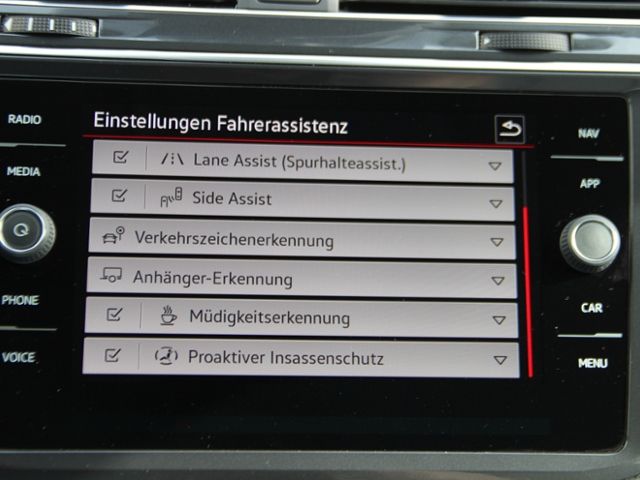 Einstellungen Fahrerassistenz
RADIO
MEDIA
PHONE
VOICE
Lane Assist (Spurhalteassist.)
Side Assist
Verkehrszeichenerkennung
Anhänger-Erkennung
Müdigkeitserkennung
Proaktiver Insassenschutz
NAV
APP
CAR
MENU